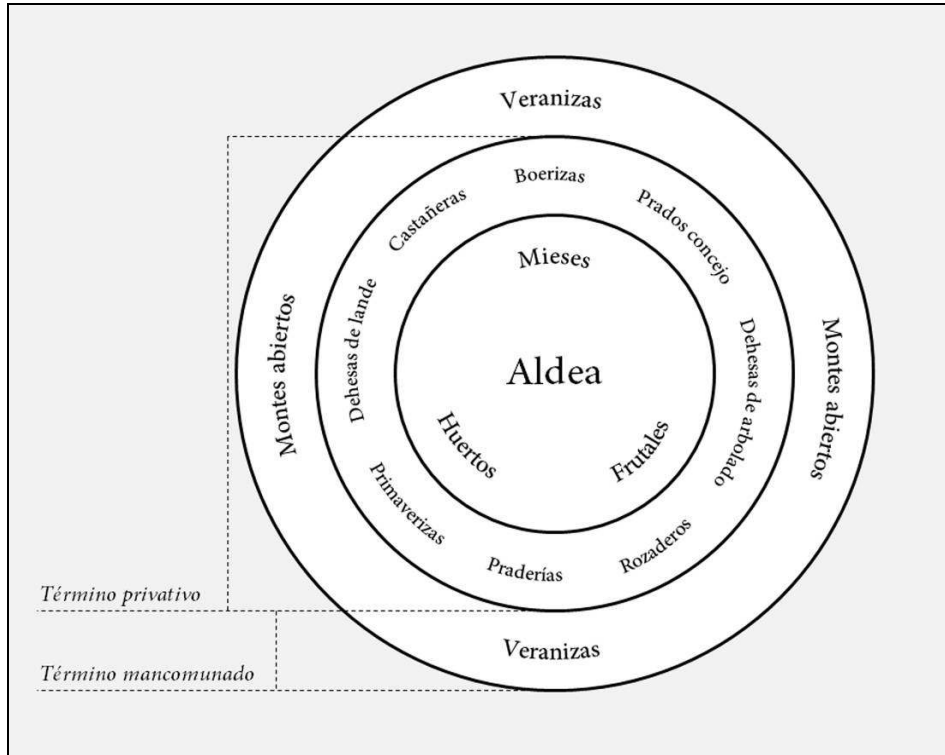 Veranizas
Boerizas
Castañeras
Prados concejo
Mieses
Dehesas de lande
Montes abiertos
Aldea
Dehesas de arbolado
Montes abiertos
Huertos
Frutales
Primaverizas
Praderías
Rozaderos
Término privativo
Veranizas
Término mancomunado